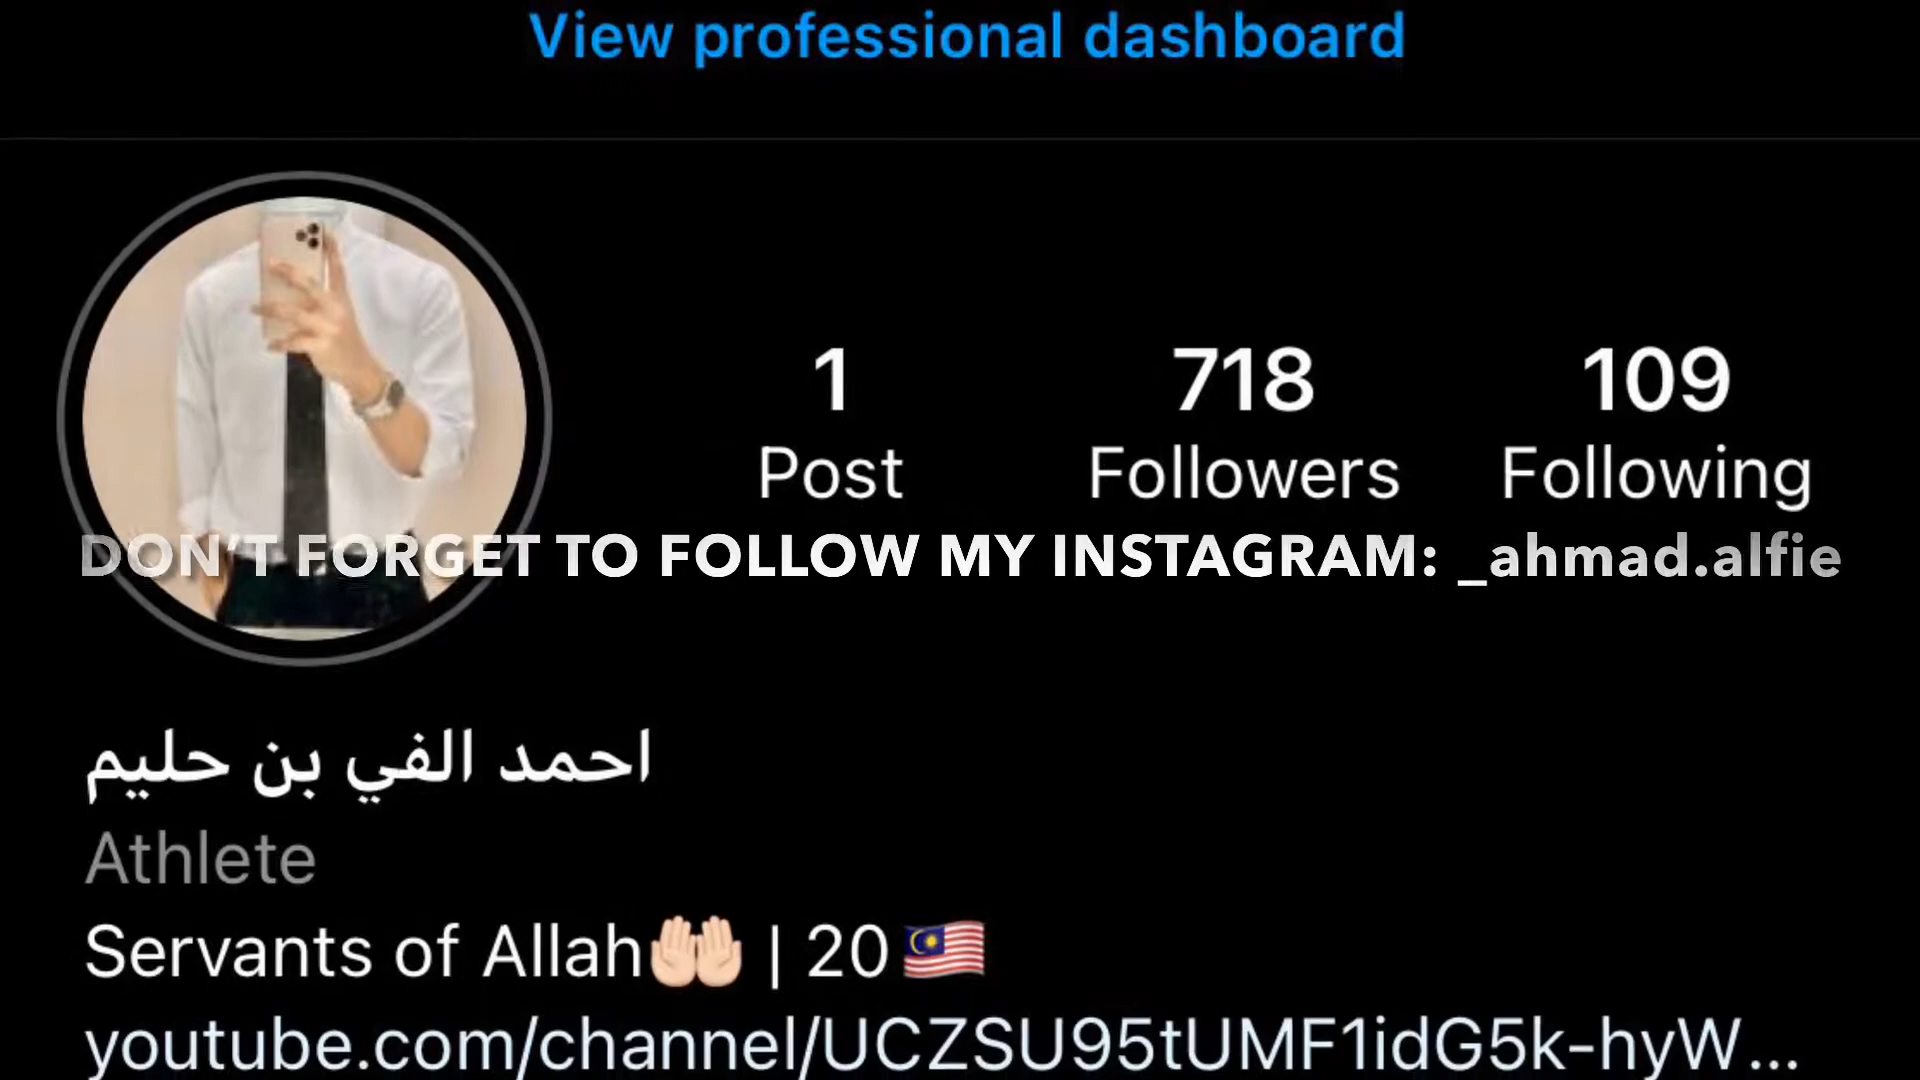 View professional dashboard
1 718 109
Post Followers Following
DON'T FORGET TO FOLLOW MY INSTAGRAM: _ahmad.alfie
احمد الفي بن حليم
Athlete
Servants of Allah🤲🏻 | 20🇲🇾
youtube.com/channel/UCZSU95tUMF1idG5k-hyW...